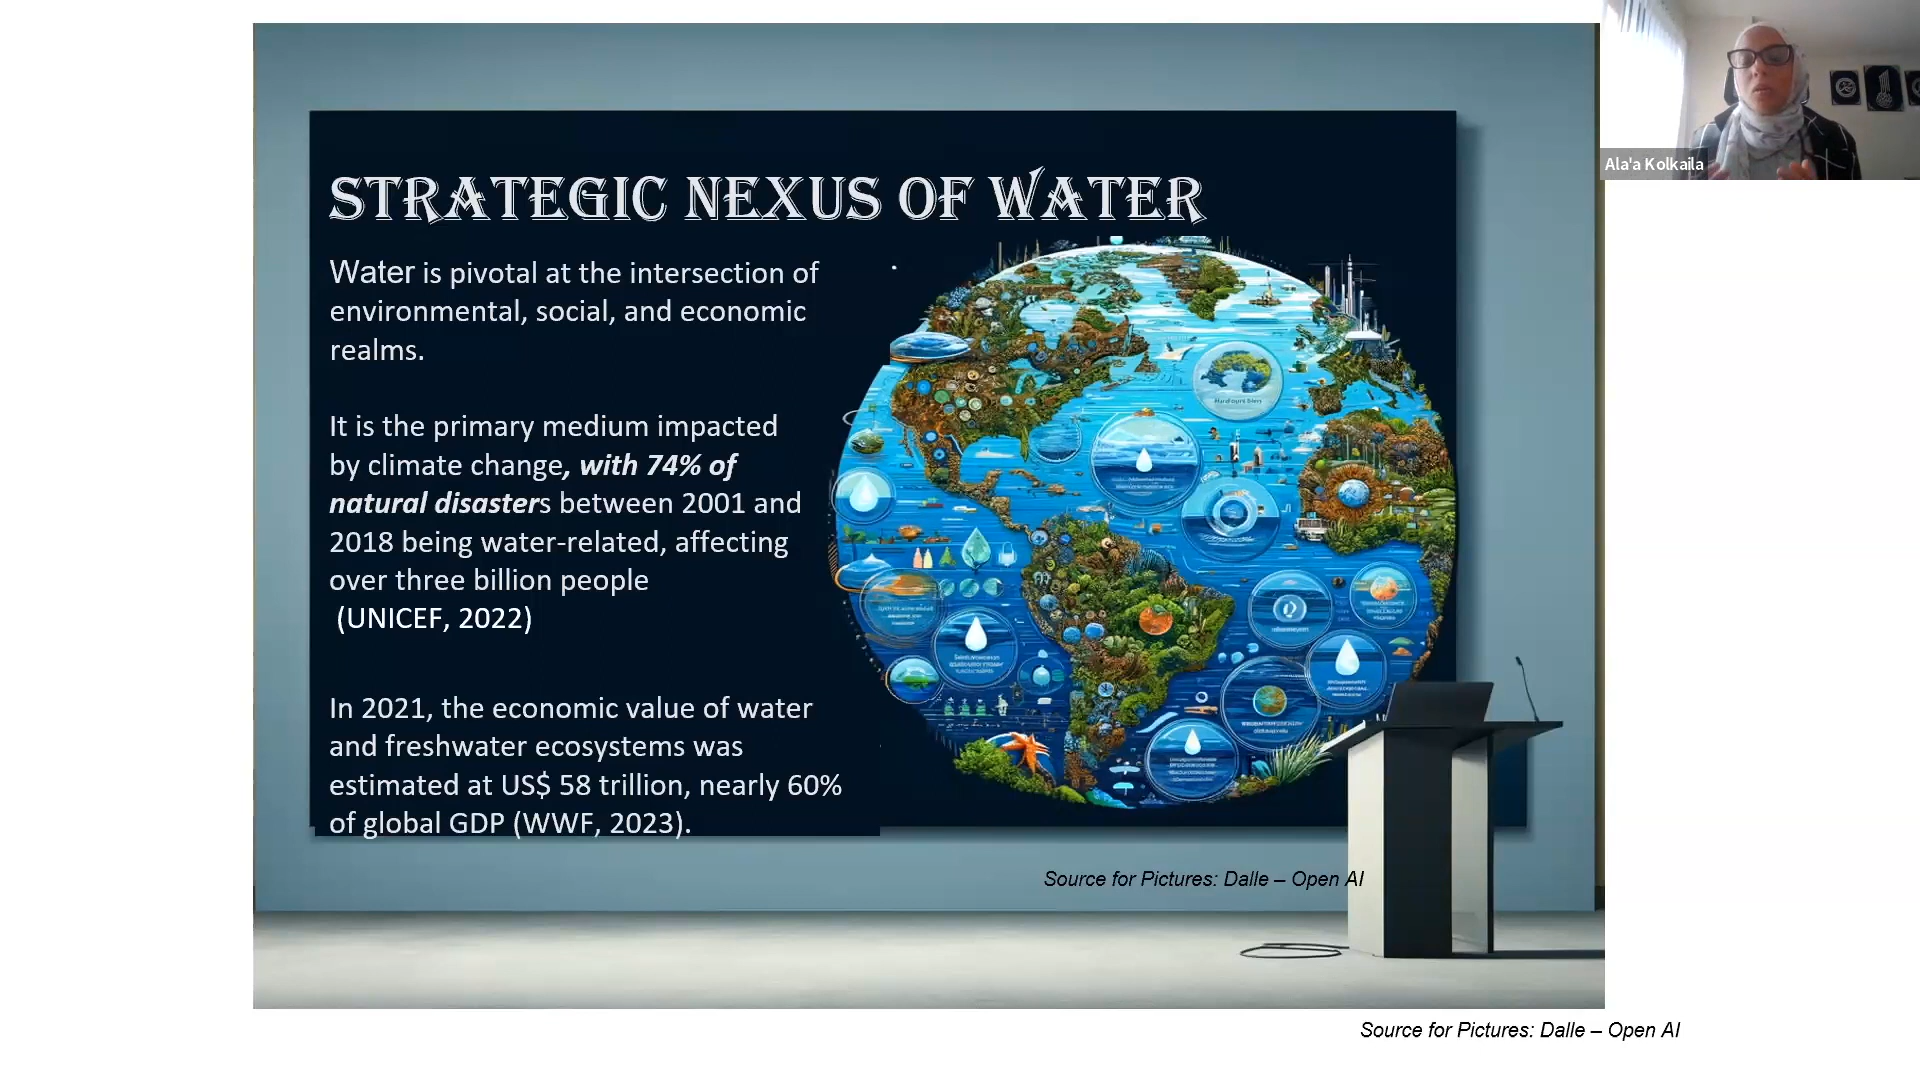 STRATEGIC NEXUS OF WATER
Water is pivotal at the intersection of
environmental, social, and economic
realms.
It is the primary medium impacted
by climate change, with 74% of
natural disasters between 2001 and
2018 being water-related, affecting
over three billion people
(UNICEF, 2022)
In 2021, the economic value of water
and freshwater ecosystems was
estimated at US$ 58 trillion, nearly 60%
of global GDP (WWF, 2023).
Source for Pictures: Dalle – Open AI
Source for Pictures: Dalle – Open AI
Ala'a Kolkaila